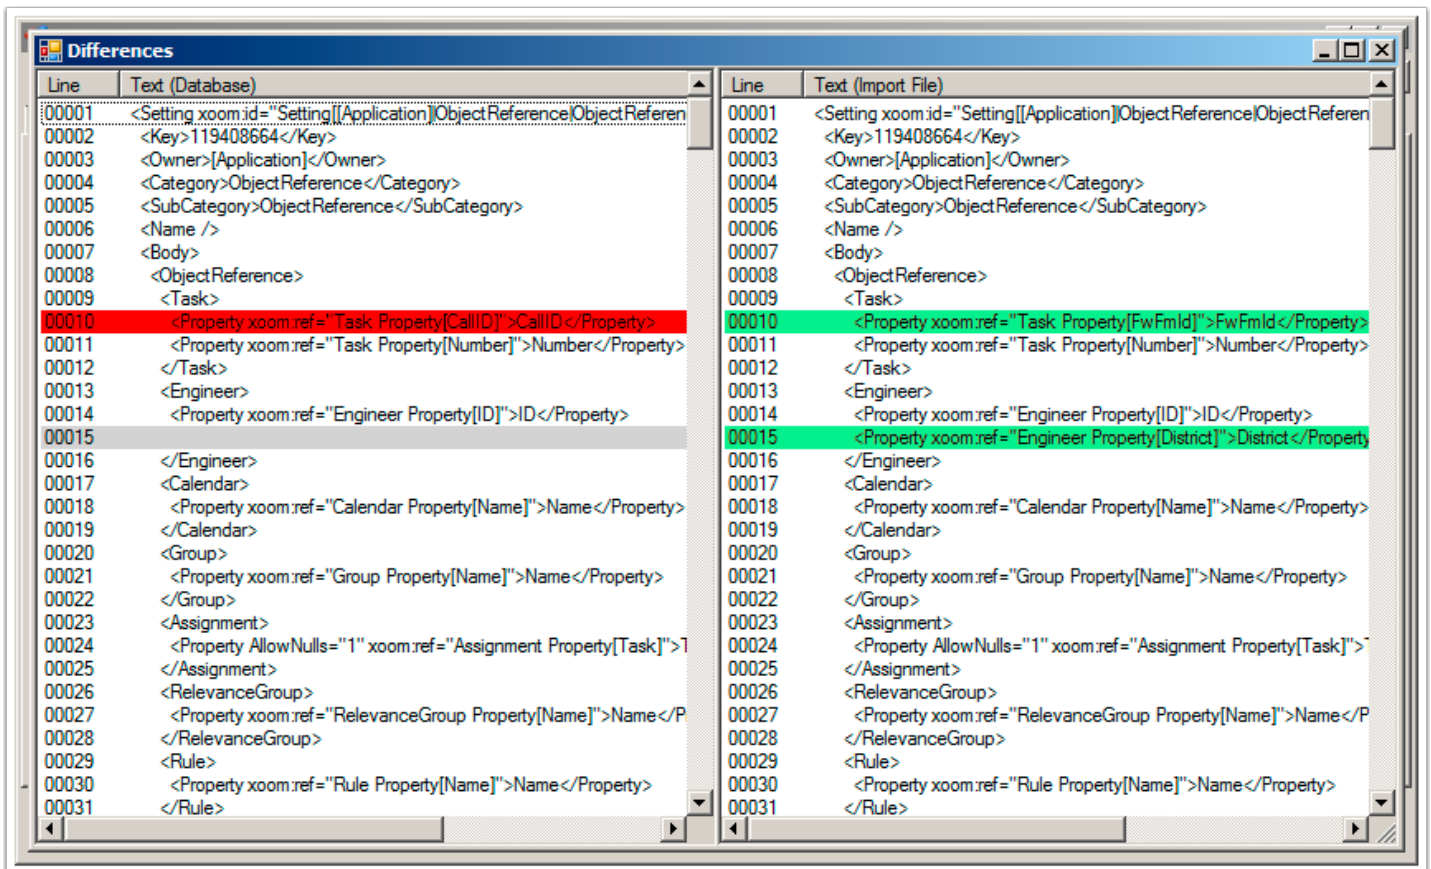 Differences
Line Text (Database)
00001 <Setting xoom:id="Setting[[Application]|ObjectReference|ObjectReferen
00002 <Key>119408664</Key>
00003 <Owner>[Application]</Owner>
00004 <Category>ObjectReference</Category>
00005 <SubCategory>ObjectReference</SubCategory>
00006 <Name />
00007 <Body>
00008 <ObjectReference>
00009 <Task>
00010 <Property xoom:ref="Task Property[CallID]">CallID</Property>
00011 <Property xoom:ref="Task Property[Number]">Number</Property>
00012 </Task>
00013 <Engineer>
00014 <Property xoom:ref="Engineer Property[ID]">ID</Property>
00015
00016 </Engineer>
00017 <Calendar>
00018 <Property xoom:ref="Calendar Property[Name]">Name</Property>
00019 </Calendar>
00020 <Group>
00021 <Property xoom:ref="Group Property[Name]">Name</Property>
00022 </Group>
00023 <Assignment>
00024 <Property AllowNulls="1" xoom:ref="Assignment Property[Task]">T
00025 </Assignment>
00026 <RelevanceGroup>
00027 <Property xoom:ref="RelevanceGroup Property[Name]">Name</P
00028 </RelevanceGroup>
00029 <Rule>
00030 <Property xoom:ref="Rule Property[Name]">Name</Property>
00031 </Rule>
Line Text (Import File)
00001 <Setting xoom:id="Setting[[Application]|ObjectReference|ObjectReferen
00002 <Key>119408664</Key>
00003 <Owner>[Application]</Owner>
00004 <Category>ObjectReference</Category>
00005 <SubCategory>ObjectReference</SubCategory>
00006 <Name />
00007 <Body>
00008 <ObjectReference>
00009 <Task>
00010 <Property xoom:ref="Task Property[FwFmId]">FwFmId</Property>
00011 <Property xoom:ref="Task Property[Number]">Number</Property>
00012 </Task>
00013 <Engineer>
00014 <Property xoom:ref="Engineer Property[ID]">ID</Property>
00015 <Property xoom:ref="Engineer Property[District]">District</Property
00016 </Engineer>
00017 <Calendar>
00018 <Property xoom:ref="Calendar Property[Name]">Name</Property>
00019 </Calendar>
00020 <Group>
00021 <Property xoom:ref="Group Property[Name]">Name</Property>
00022 </Group>
00023 <Assignment>
00024 <Property AllowNulls="1" xoom:ref="Assignment Property[Task]">T
00025 </Assignment>
00026 <RelevanceGroup>
00027 <Property xoom:ref="RelevanceGroup Property[Name]">Name</P
00028 </RelevanceGroup>
00029 <Rule>
00030 <Property xoom:ref="Rule Property[Name]">Name</Property>
00031 </Rule>